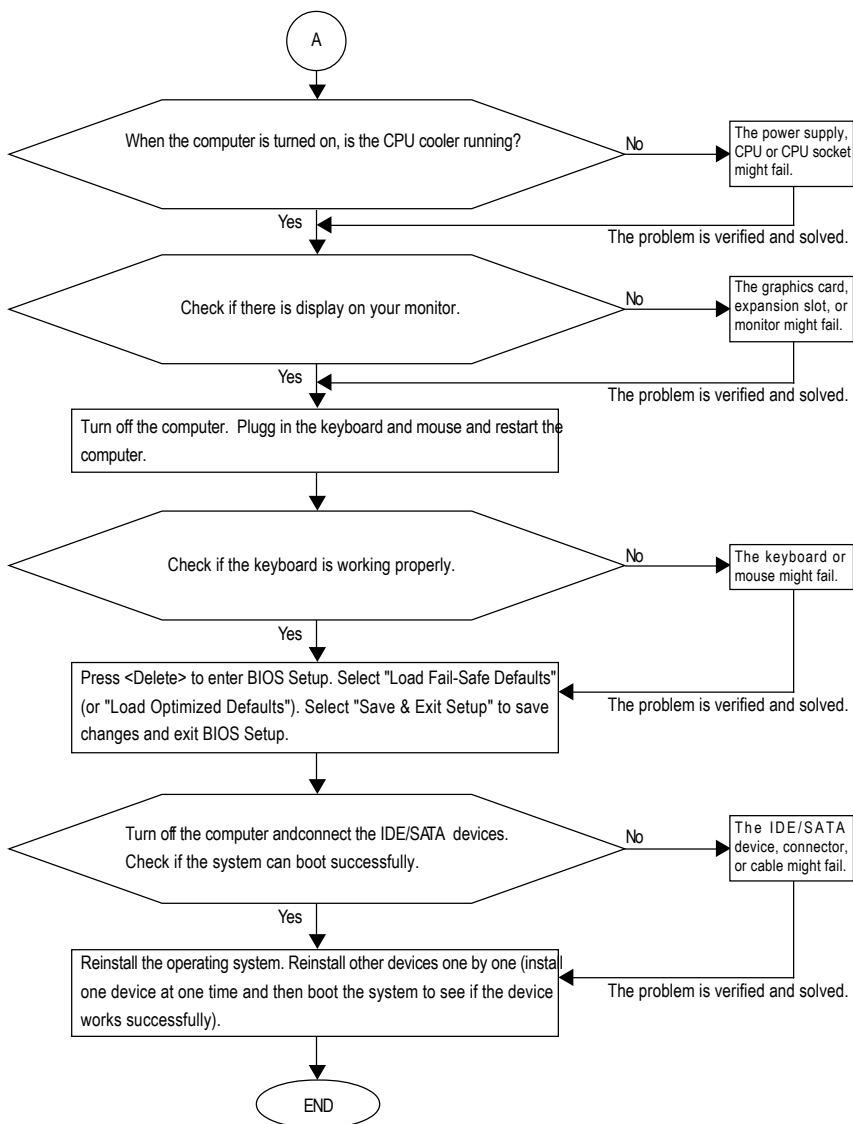 A
When the computer is turned on, is the CPU cooler running?
No
The power supply,
CPU or CPU socket
might fail.
Yes
The problem is verified and solved.
Check if there is display on your monitor.
No
The graphics card,
expansion slot, or
monitor might fail.
Yes
The problem is verified and solved.
Turn off the computer. Plugg in the keyboard and mouse and restart the
computer.
Check if the keyboard is working properly.
No
The keyboard or
mouse might fail.
Yes
Press <Delete> to enter BIOS Setup. Select "Load Fail-Safe Defaults"
(or "Load Optimized Defaults"). Select "Save & Exit Setup" to save
changes and exit BIOS Setup.
The problem is verified and solved.
Turn off the computer andconnect the IDE/SATA devices.
Check if the system can boot successfully.
No
The IDE/SATA
device, connector,
or cable might fail.
Yes
Reinstall the operating system. Reinstall other devices one by one (install
one device at one time and then boot the system to see if the device
works successfully).
The problem is verified and solved.
END